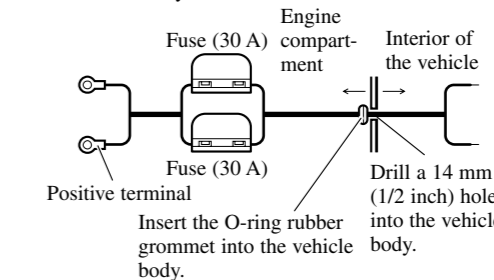 Engine
compart-
ment
Fuse (30 A)
Interior of
the vehicle
Fuse (30 A)
Positive terminal
Insert the O-ring rubber
grommet into the vehicle
body.
Drill a 14 mm
(1/2 inch) hole
into the vehicle
body.